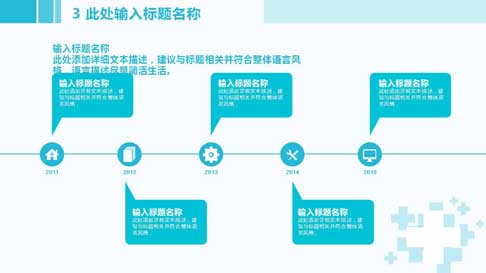 3 此处输入标题名称
输入标题名称
此处添加详细文本描述，建议与标题相关并符合整体语言风
格，语言描述尽量简洁生活。
输入标题名称
此处添加详细文本描述，建
议与标题相关并符合整体语
言风格。
输入标题名称
此处添加详细文本描述，建
议与标题相关并符合整体语
言风格。
输入标题名称
此处添加详细文本描述，建
议与标题相关并符合整体语
言风格。
2011
2012
2013
2014
2015
输入标题名称
此处添加详细文本描述，建
议与标题相关并符合整体语
言风格。
输入标题名称
此处添加详细文本描述，建
议与标题相关并符合整体语
言风格。